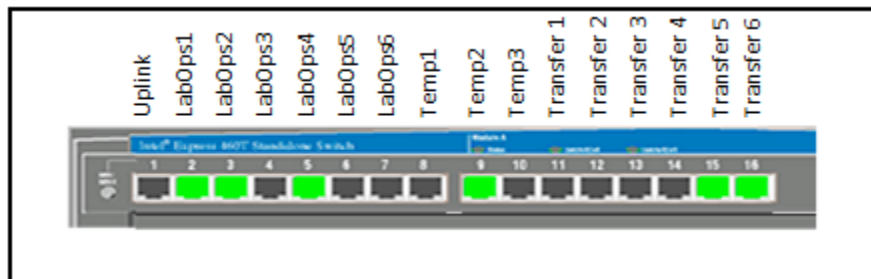 Uplink
LabOps1
LabOps2
LabOps3
LabOps4
LabOps5
LabOps6
Temp1
Temp2
Temp3
Transfer 1
Transfer 2
Transfer 3
Transfer 4
Transfer 5
Transfer 6
Intel® Express 460T Standalone Switch
Module A
1 2 3 4 5 6 7 8 9 10 11 12 13 14 15 16